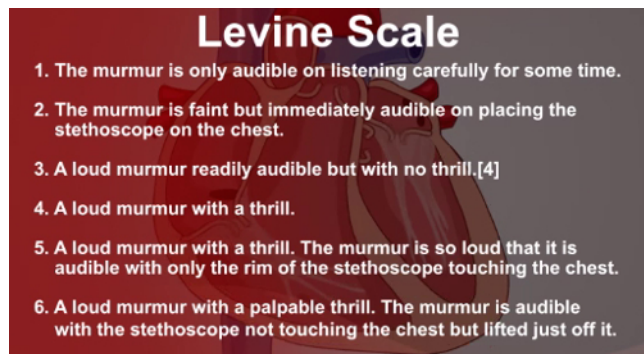 Levine Scale
1. The murmur is only audible on listening carefully for some time.
2. The murmur is faint but immediately audible on placing the
stethoscope on the chest.
3. A loud murmur readily audible but with no thrill.[4]
4. A loud murmur with a thrill.
5. A loud murmur with a thrill. The murmur is so loud that it is
audible with only the rim of the stethoscope touching the chest.
6. A loud murmur with a palpable thrill. The murmur is audible
with the stethoscope not touching the chest but lifted just off it.